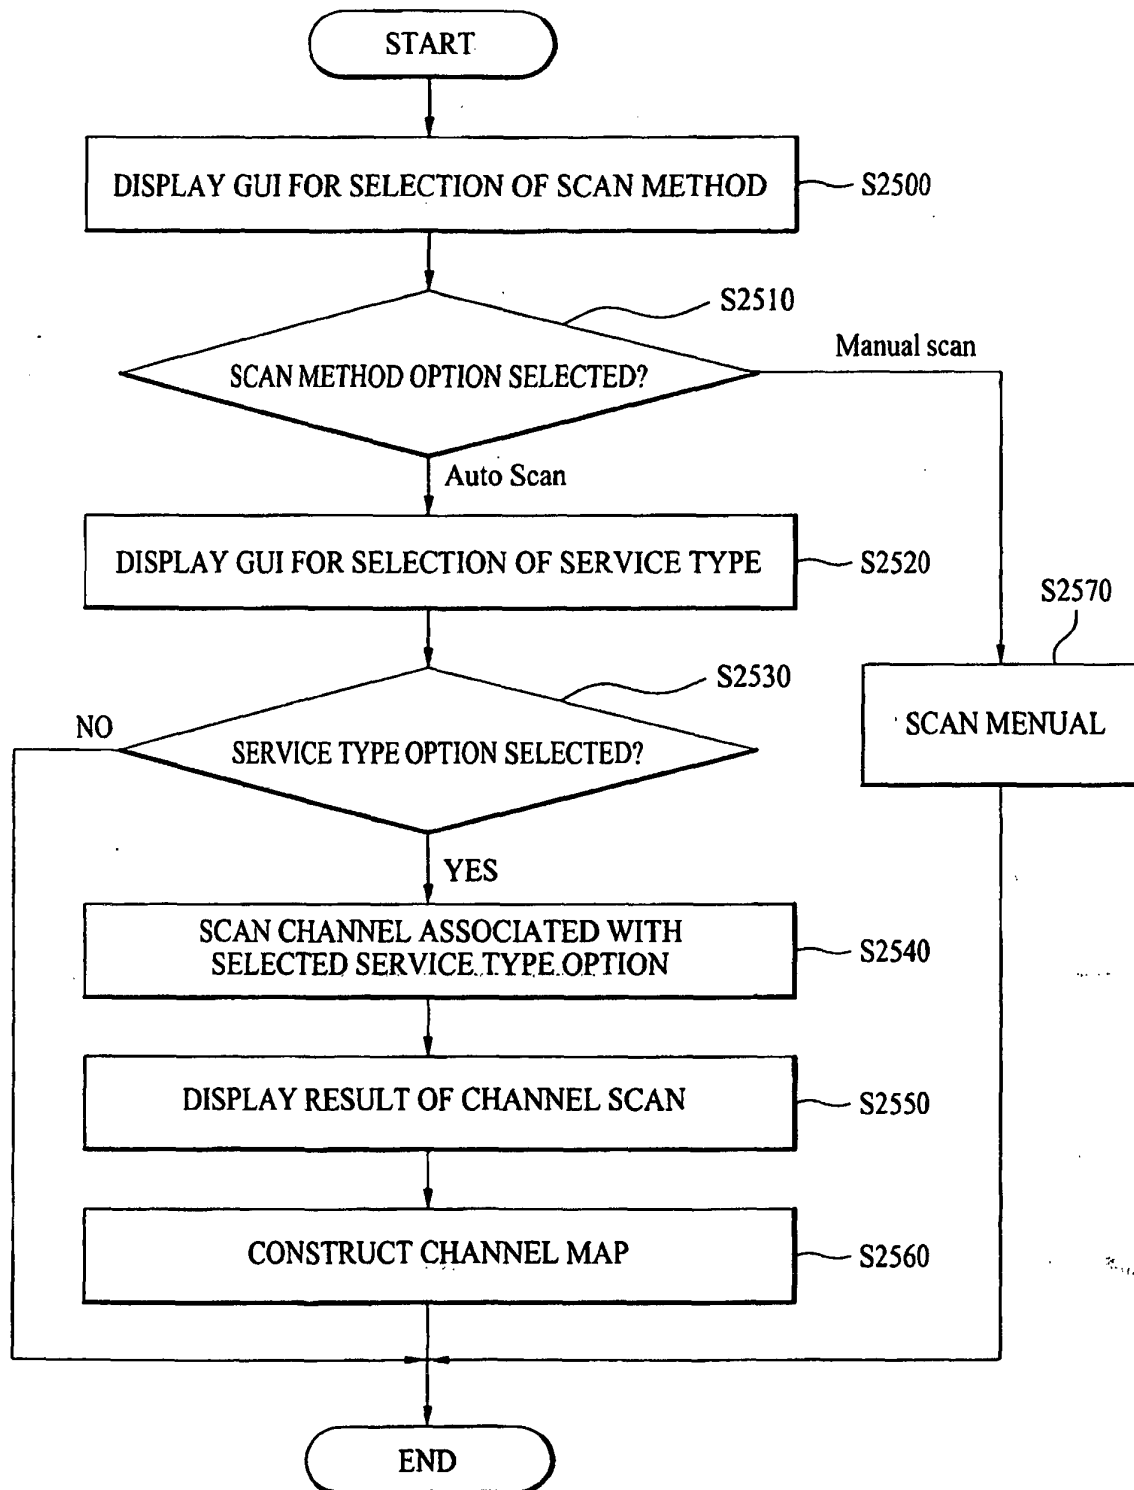 START
DISPLAY GUI FOR SELECTION OF SCAN METHOD
S2500
S2510
SCAN METHOD OPTION SELECTED?
Manual scan
Auto Scan
DISPLAY GUI FOR SELECTION OF SERVICE TYPE
S2520
S2570
SCAN MENUAL
S2530
NO
SERVICE TYPE OPTION SELECTED?
YES
SCAN CHANNEL ASSOCIATED WITH
SELECTED SERVICE TYPE OPTION
S2540
DISPLAY RESULT OF CHANNEL SCAN
S2550
CONSTRUCT CHANNEL MAP
S2560
END